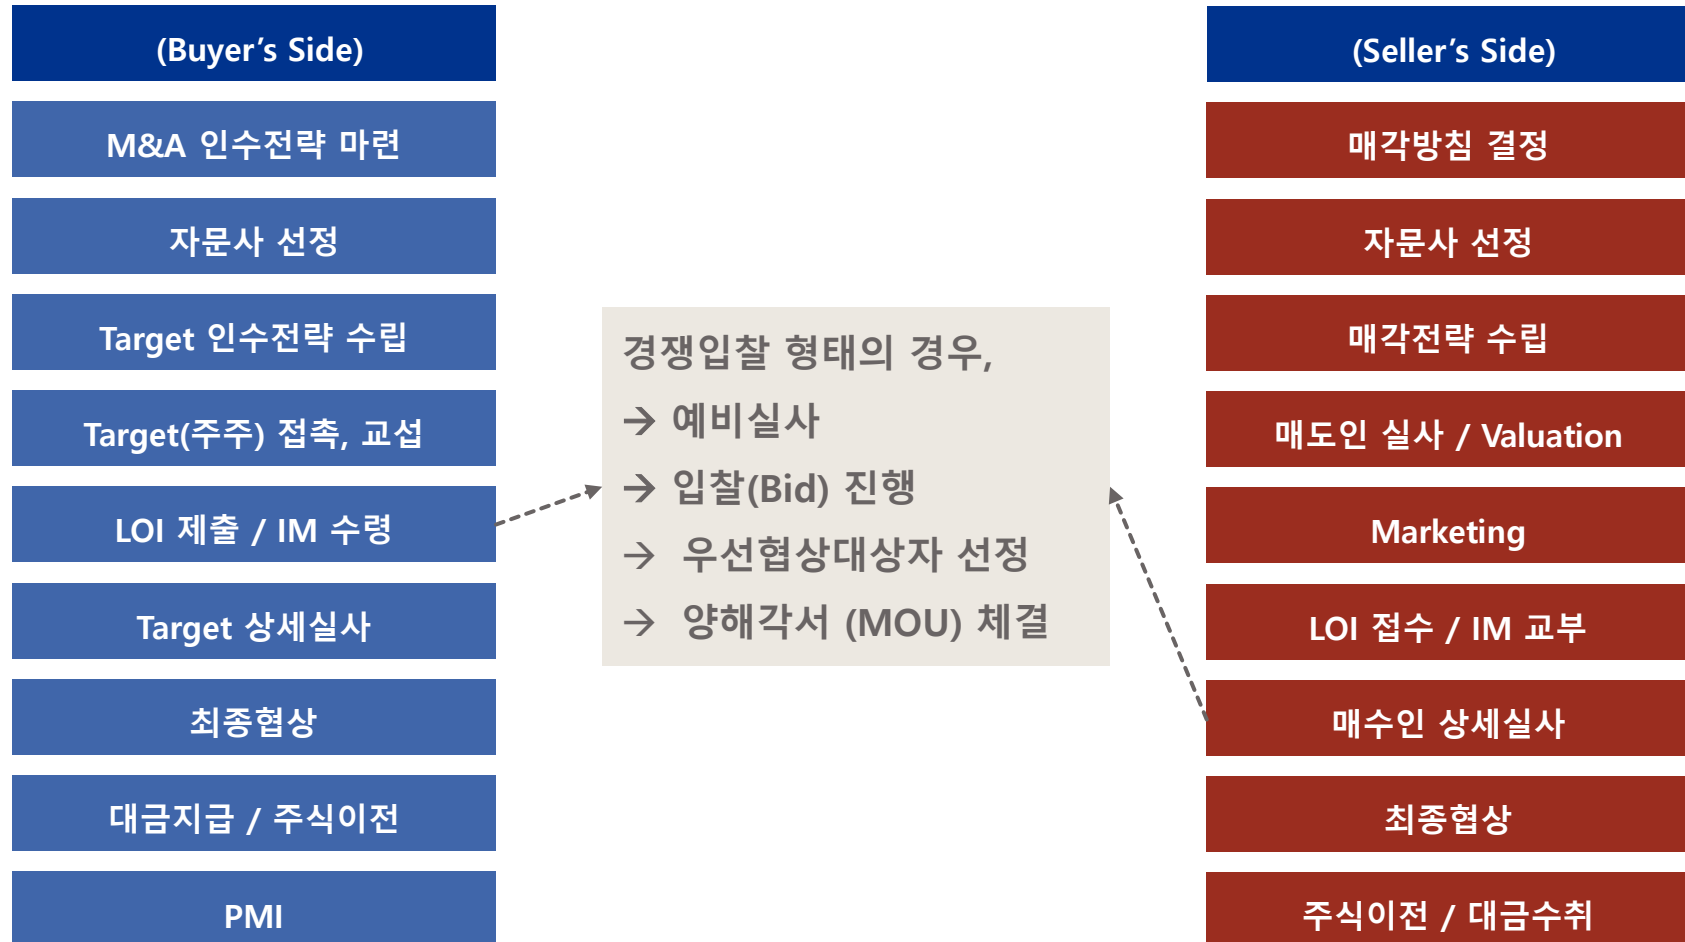 (Buyer’s Side)
M&A 인수전략 마련
자문사 선정
Target 인수전략 수립
Target(주주) 접촉, 교섭
LOI 제출 / IM 수령
Target 상세실사
최종협상
대금지급 / 주식이전
PMI
경쟁입찰 형태의 경우,
→ 예비실사
→ 입찰(Bid) 진행
→ 우선협상대상자 선정
→ 양해각서 (MOU) 체결
(Seller’s Side)
매각방침 결정
자문사 선정
매각전략 수립
매도인 실사 / Valuation
Marketing
LOI 접수 / IM 교부
매수인 상세실사
최종협상
주식이전 / 대금수취